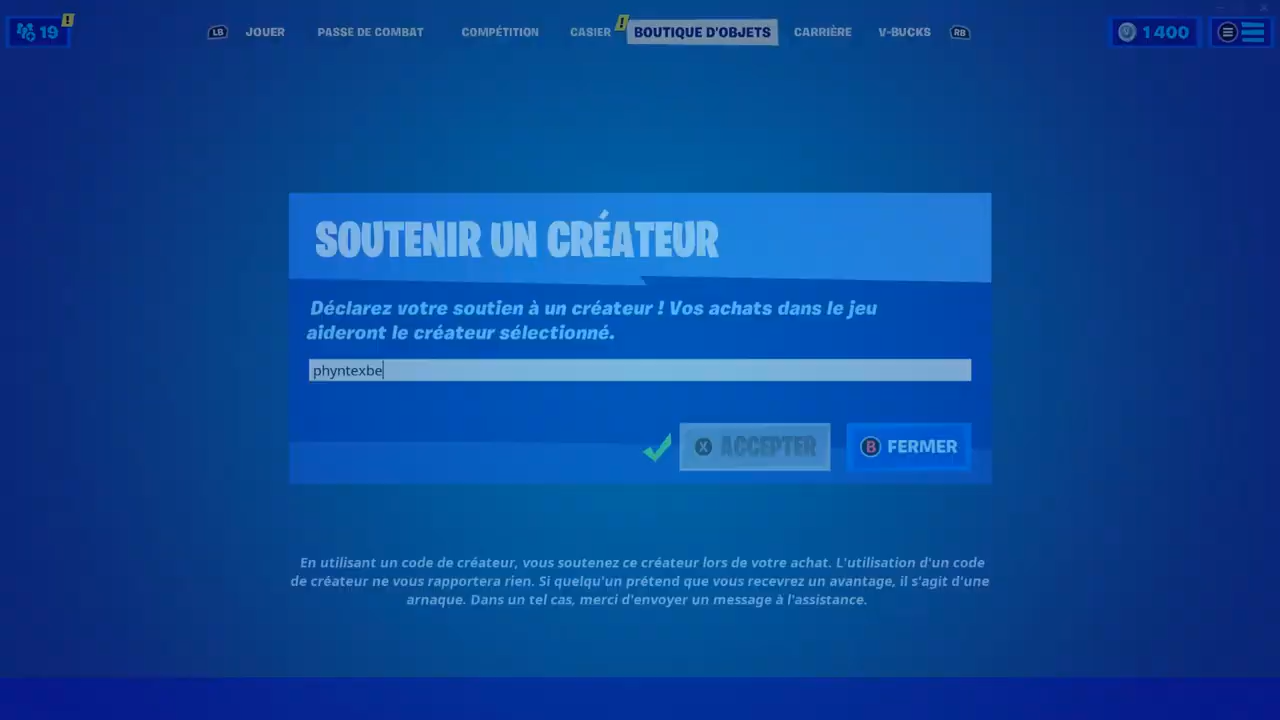 19 ! LB JOUER PASSE DE COMBAT COMPÉTITION CASIER ! BOUTIQUE D'OBJETS CARRIÈRE V-BUCKS RB V 1 400
SOUTENIR UN CRÉATEUR
Déclarez votre soutien à un créateur ! Vos achats dans le jeu
aideront le créateur sélectionné.
phyntexbe
X ACCEPTER B FERMER
En utilisant un code de créateur, vous soutenez ce créateur lors de votre achat. L'utilisation d'un code
de créateur ne vous rapportera rien. Si quelqu'un prétend que vous recevrez un avantage, il s'agit d'une
arnaque. Dans un tel cas, merci d'envoyer un message à l'assistance.